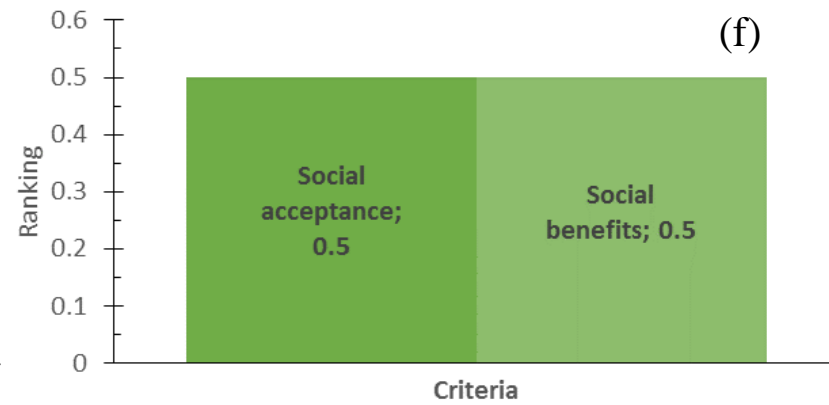 (f)
0.6
0.5
0.4
0.3
0.2
0.1
0
Ranking
Social
acceptance;
0.5
Social
benefits; 0.5
Criteria